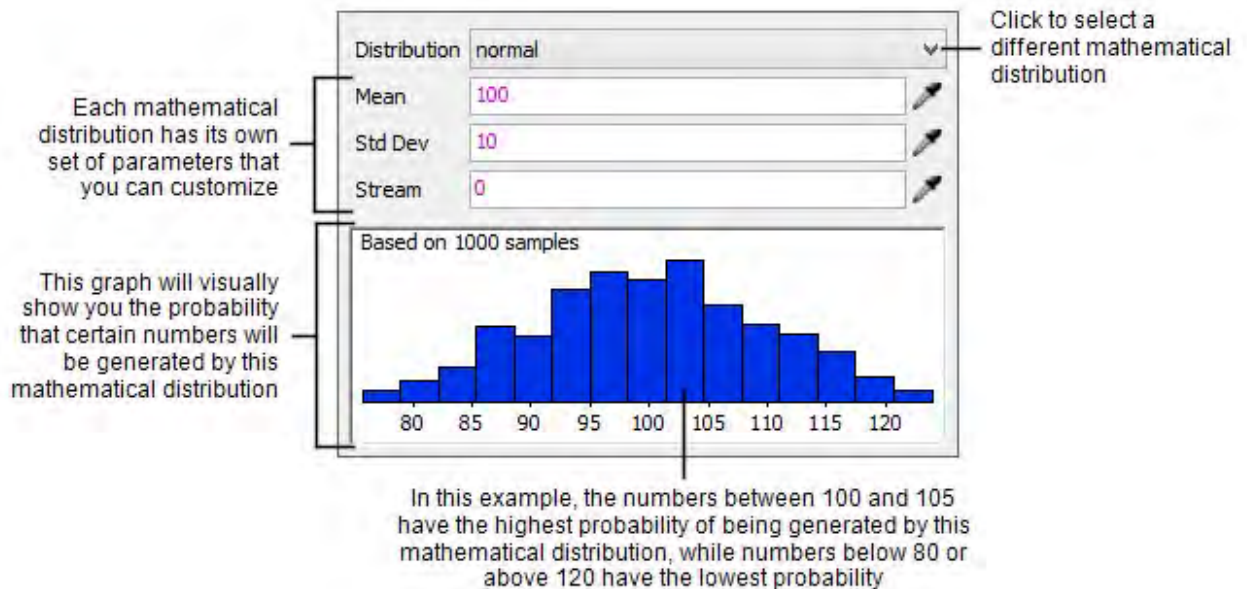 Click to select a
different mathematical
distribution
Distribution normal
Mean 100
Std Dev 10
Stream 0
Each mathematical
distribution has its own
set of parameters that
you can customize
Based on 1000 samples
80 85 90 95 100 105 110 115 120
This graph will visually
show you the probability
that certain numbers will
be generated by this
mathematical distribution
In this example, the numbers between 100 and 105
have the highest probability of being generated by this
mathematical distribution, while numbers below 80 or
above 120 have the lowest probability